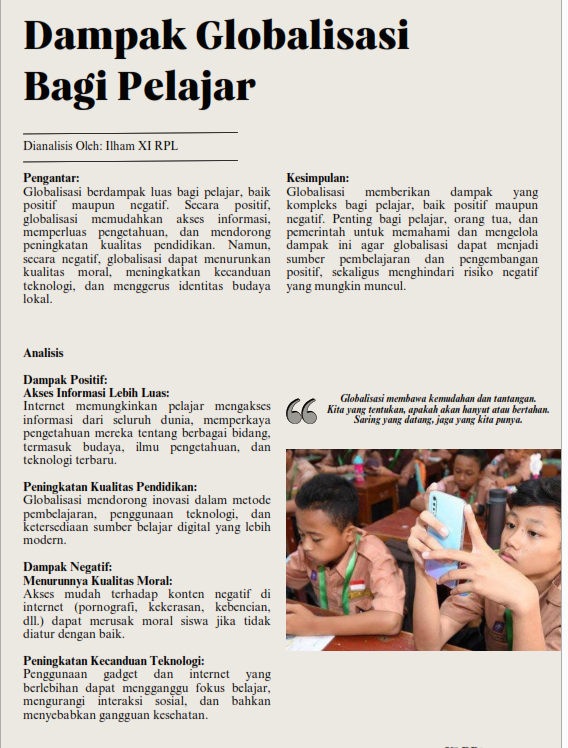 Dampak Globalisasi
Bagi Pelajar
Dianalisis Oleh: Ilham XI RPL
Pengantar:
Globalisasi berdampak luas bagi pelajar, baik
positif maupun negatif. Secara positif,
globalisasi memudahkan akses informasi,
memperluas pengetahuan, dan mendorong
peningkatan kualitas pendidikan. Namun,
secara negatif, globalisasi dapat menurunkan
kualitas moral, meningkatkan kecanduan
teknologi, dan menggerus identitas budaya
lokal.
Analisis
Dampak Positif:
Akses Informasi Lebih Luas:
Internet memungkinkan pelajar mengakses
informasi dari seluruh dunia, memperkaya
pengetahuan mereka tentang berbagai bidang,
termasuk budaya, ilmu pengetahuan, dan
teknologi terbaru.
Peningkatan Kualitas Pendidikan:
Globalisasi mendorong inovasi dalam metode
pembelajaran, penggunaan teknologi, dan
ketersediaan sumber belajar digital yang lebih
modern.
Dampak Negatif:
Menurunnya Kualitas Moral:
Akses mudah terhadap konten negatif di
internet (pornografi, kekerasan, kebencian,
dll.) dapat merusak moral siswa jika tidak
diatur dengan baik.
Peningkatan Kecanduan Teknologi:
Penggunaan gadget dan internet yang
berlebihan dapat mengganggu fokus belajar,
mengurangi interaksi sosial, dan bahkan
menyebabkan gangguan kesehatan.
Kesimpulan:
Globalisasi memberikan dampak yang
kompleks bagi pelajar, baik positif maupun
negatif. Penting bagi pelajar, orang tua, dan
pemerintah untuk memahami dan mengelola
dampak ini agar globalisasi dapat menjadi
sumber pembelajaran dan pengembangan
positif, sekaligus menghindari risiko negatif
yang mungkin muncul.
Globalisasi membawa kemudahan dan tantangan.
Kita yang tentukan, apakah akan hanyut atau bertahan.
Saring yang datang, jaga yang kita punya.